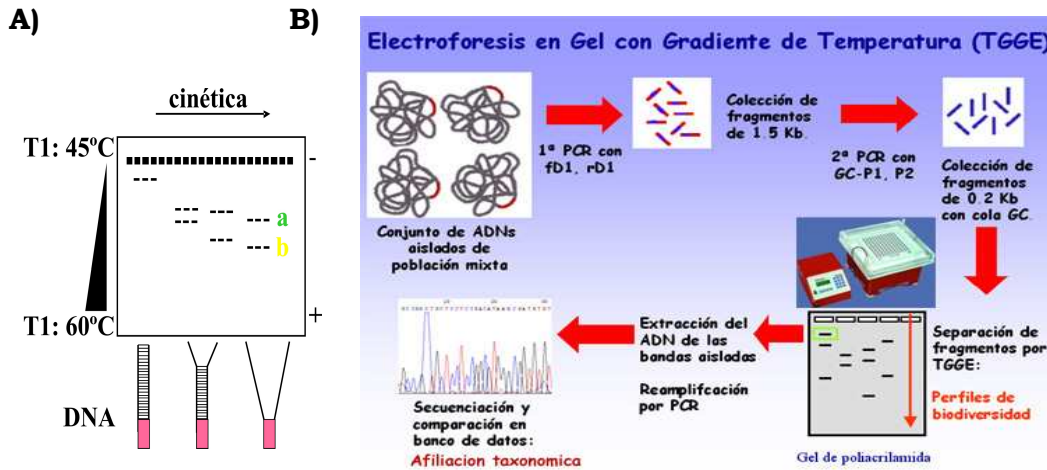 A)
cinética
T1: 45ºC
-
a
b
T1: 60ºC
+
DNA
B)
Electroforesis en Gel con Gradiente de Temperatura (TGGE)
Conjunto de ADNs
aislados de
población mixta
1ª PCR con
fD1, rD1
Colección de
fragmentos
de 1.5 Kb.
2ª PCR con
GC-P1, P2
Colección de
fragmentos
de 0.2 Kb
con cola GC.
Separación de
fragmentos por
TGGE:
Perfiles de
biodiversidad
Gel de poliacrilamida
Extracción del
ADN de las
bandas aisladas
Reamplifcación
por PCR
Secuenciación y
comparación en
banco de datos:
Afiliacion taxonomica